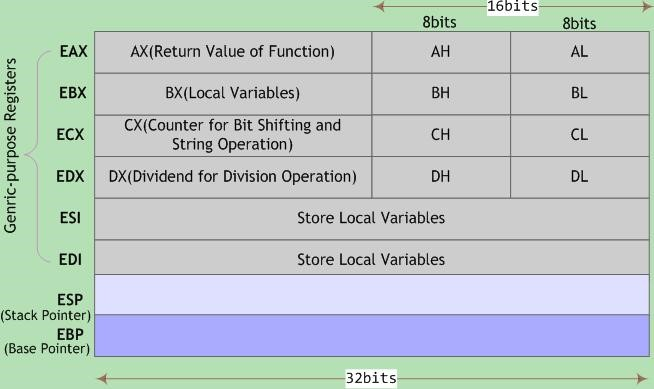 16bits
8bits
8bits
Genric-purpose Registers
EAX
AX(Return Value of Function)
AH
AL
EBX
BX(Local Variables)
BH
BL
ECX
CX(Counter for Bit Shifting and
String Operation)
CH
CL
EDX
DX(Dividend for Division Operation)
DH
DL
ESI
Store Local Variables
EDI
Store Local Variables
ESP
(Stack Pointer)
EBP
(Base Pointer)
32bits